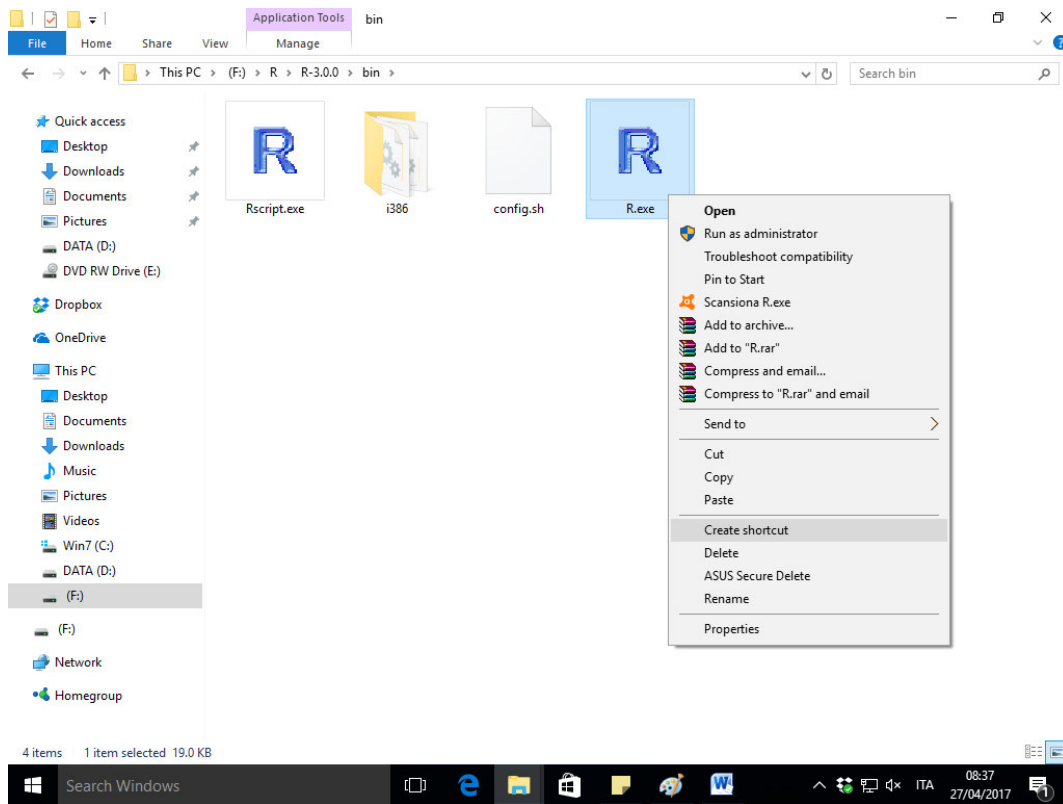 Application Tools
bin
File
Home
Share
View
Manage
This PC
(F:)
R
R-3.0.0
bin
Search bin
Quick access
Desktop
Downloads
Documents
Pictures
DATA (D:)
DVD RW Drive (E:)
Dropbox
OneDrive
This PC
Desktop
Documents
Downloads
Music
Pictures
Videos
Win7 (C:)
DATA (D:)
(F:)
(F:)
Network
Homegroup
Rscript.exe
i386
config.sh
R.exe
Open
Run as administrator
Troubleshoot compatibility
Pin to Start
Scansiona R.exe
Add to archive...
Add to "R.rar"
Compress and email...
Compress to "R.rar" and email
Send to
Cut
Copy
Paste
Create shortcut
Delete
ASUS Secure Delete
Rename
Properties
4 items
1 item selected 19.0 KB
Search Windows
ITA
08:37
27/04/2017
1